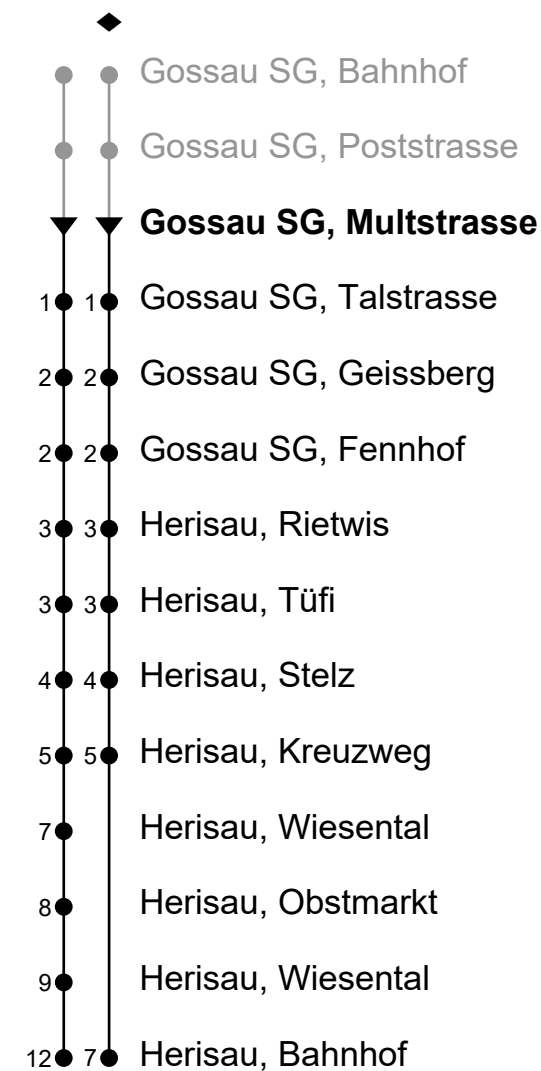 Gossau SG, Bahnhof
Gossau SG, Poststrasse
Gossau SG, Multstrasse
1 1 Gossau SG, Talstrasse
2 2 Gossau SG, Geissberg
2 2 Gossau SG, Fennhof
3 3 Herisau, Rietwis
3 3 Herisau, Tüfi
4 4 Herisau, Stelz
5 5 Herisau, Kreuzweg
7 Herisau, Wiesental
8 Herisau, Obstmarkt
9 Herisau, Wiesental
12 7 Herisau, Bahnhof